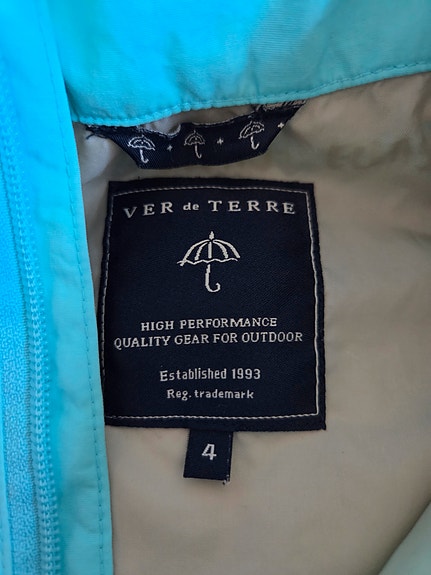 VER de TERRE
HIGH PERFORMANCE
QUALITY GEAR FOR OUTDOOR
Established 1993
Reg. trademark
4